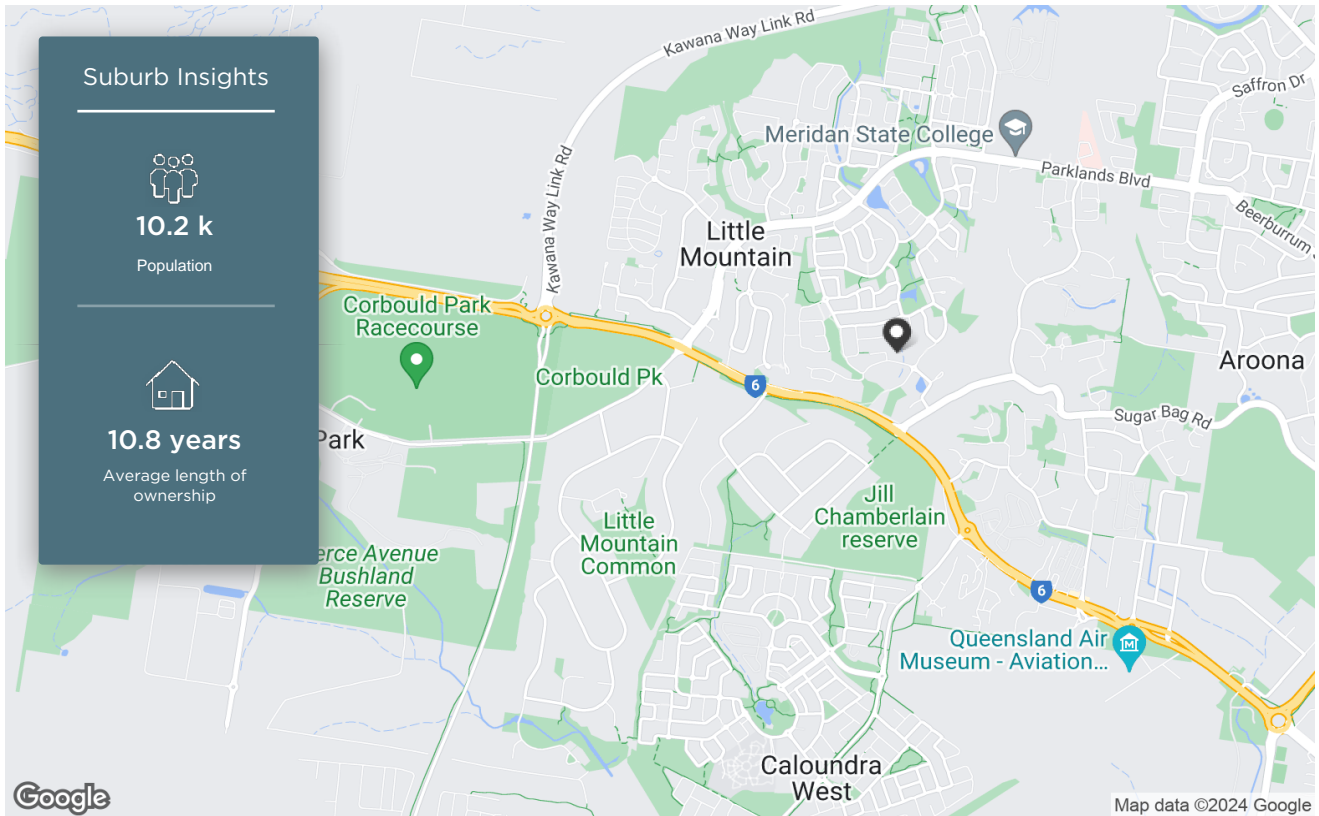 Suburb Insights
10.2 k
Population
10.8 years
Average length of
ownership
Kawana Way Link Rd
Saffron Dr
Meridan State College
Parklands Blvd
Beerburrum
Little
Mountain
Kawana Way Link Rd
Corbould Park
Racecourse
Corbould Pk
6
Aroona
Sugar Bag Rd
Park
Jill
Chamberlain
reserve
Little
Mountain
Common
erce Avenue
Bushland
Reserve
6
Queensland Air
Museum - Aviation...
M
Caloundra
West
Google
Map data ©2024 Google